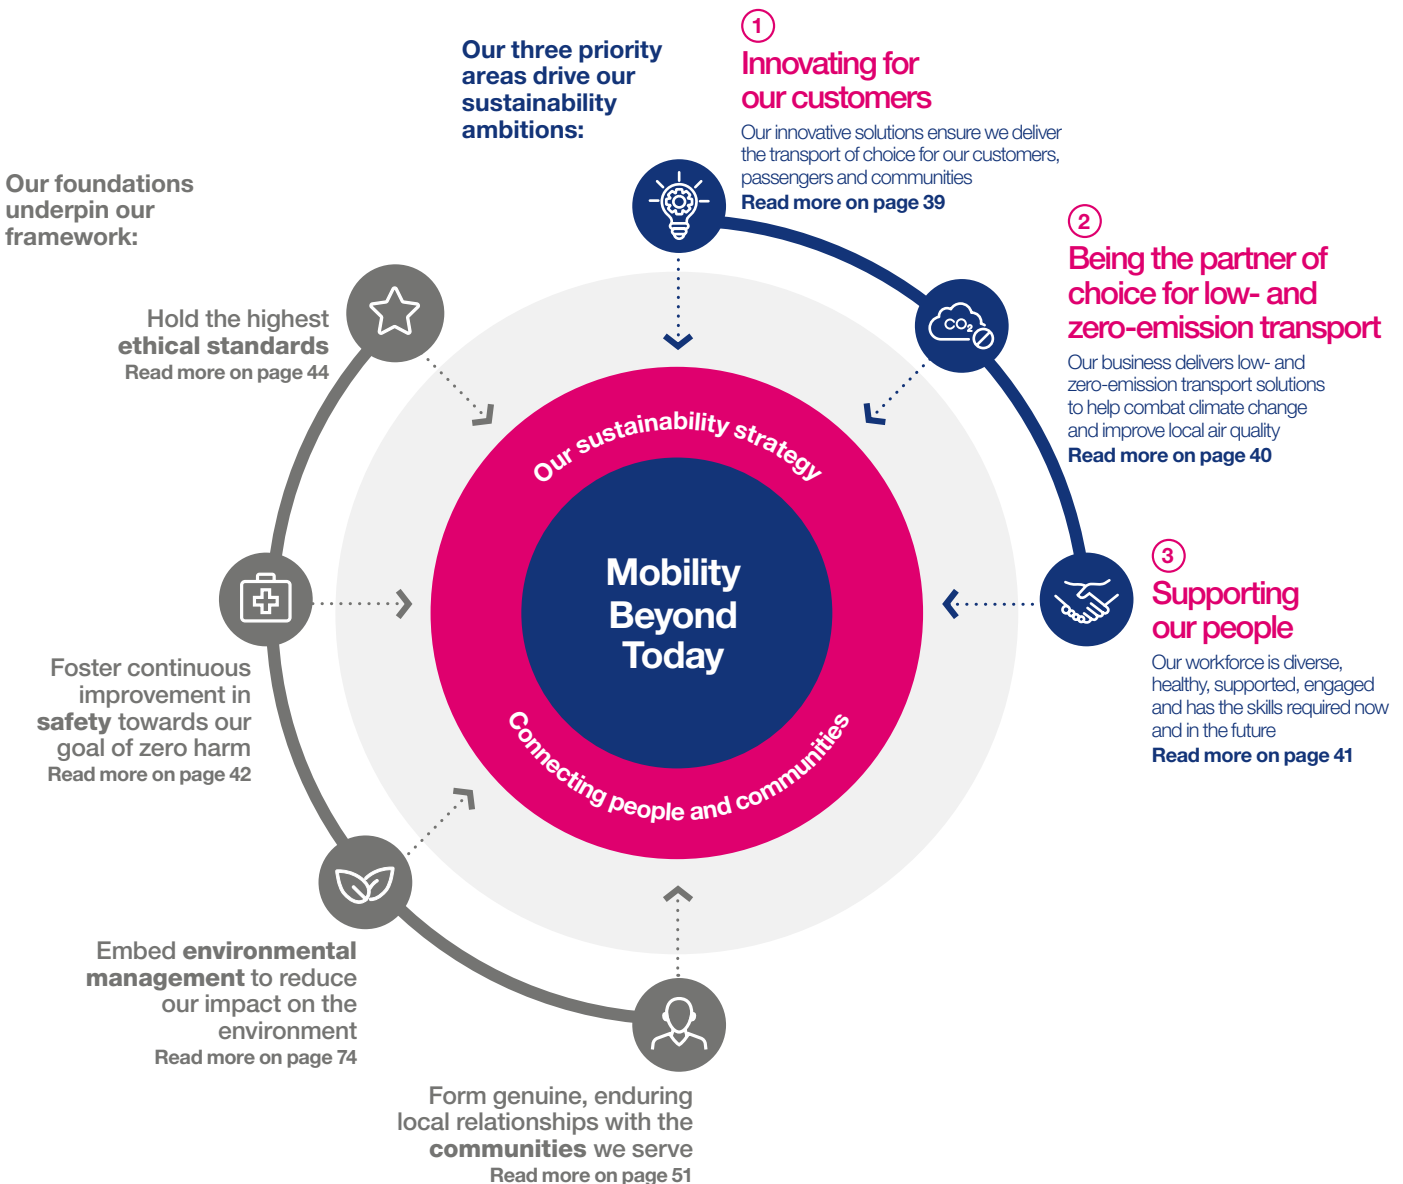 Our three priority
areas drive our
sustainability
ambitions:
1
Innovating for
our customers
Our innovative solutions ensure we deliver
the transport of choice for our customers,
passengers and communities
Read more on page 39
2
Being the partner of
choice for low- and
zero-emission transport
Our business delivers low- and
zero-emission transport solutions
to help combat climate change
and improve local air quality
Read more on page 40
CO₂
3
Supporting
our people
Our workforce is diverse,
healthy, supported, engaged
and has the skills required now
and in the future
Read more on page 41
Our foundations
underpin our
framework:
Hold the highest
ethical standards
Read more on page 44
Foster continuous
improvement in
safety towards our
goal of zero harm
Read more on page 42
Embed environmental
management to reduce
our impact on the
environment
Read more on page 74
Form genuine, enduring
local relationships with the
communities we serve
Read more on page 51
Our sustainability strategy
Mobility
Beyond
Today
Connecting people and communities